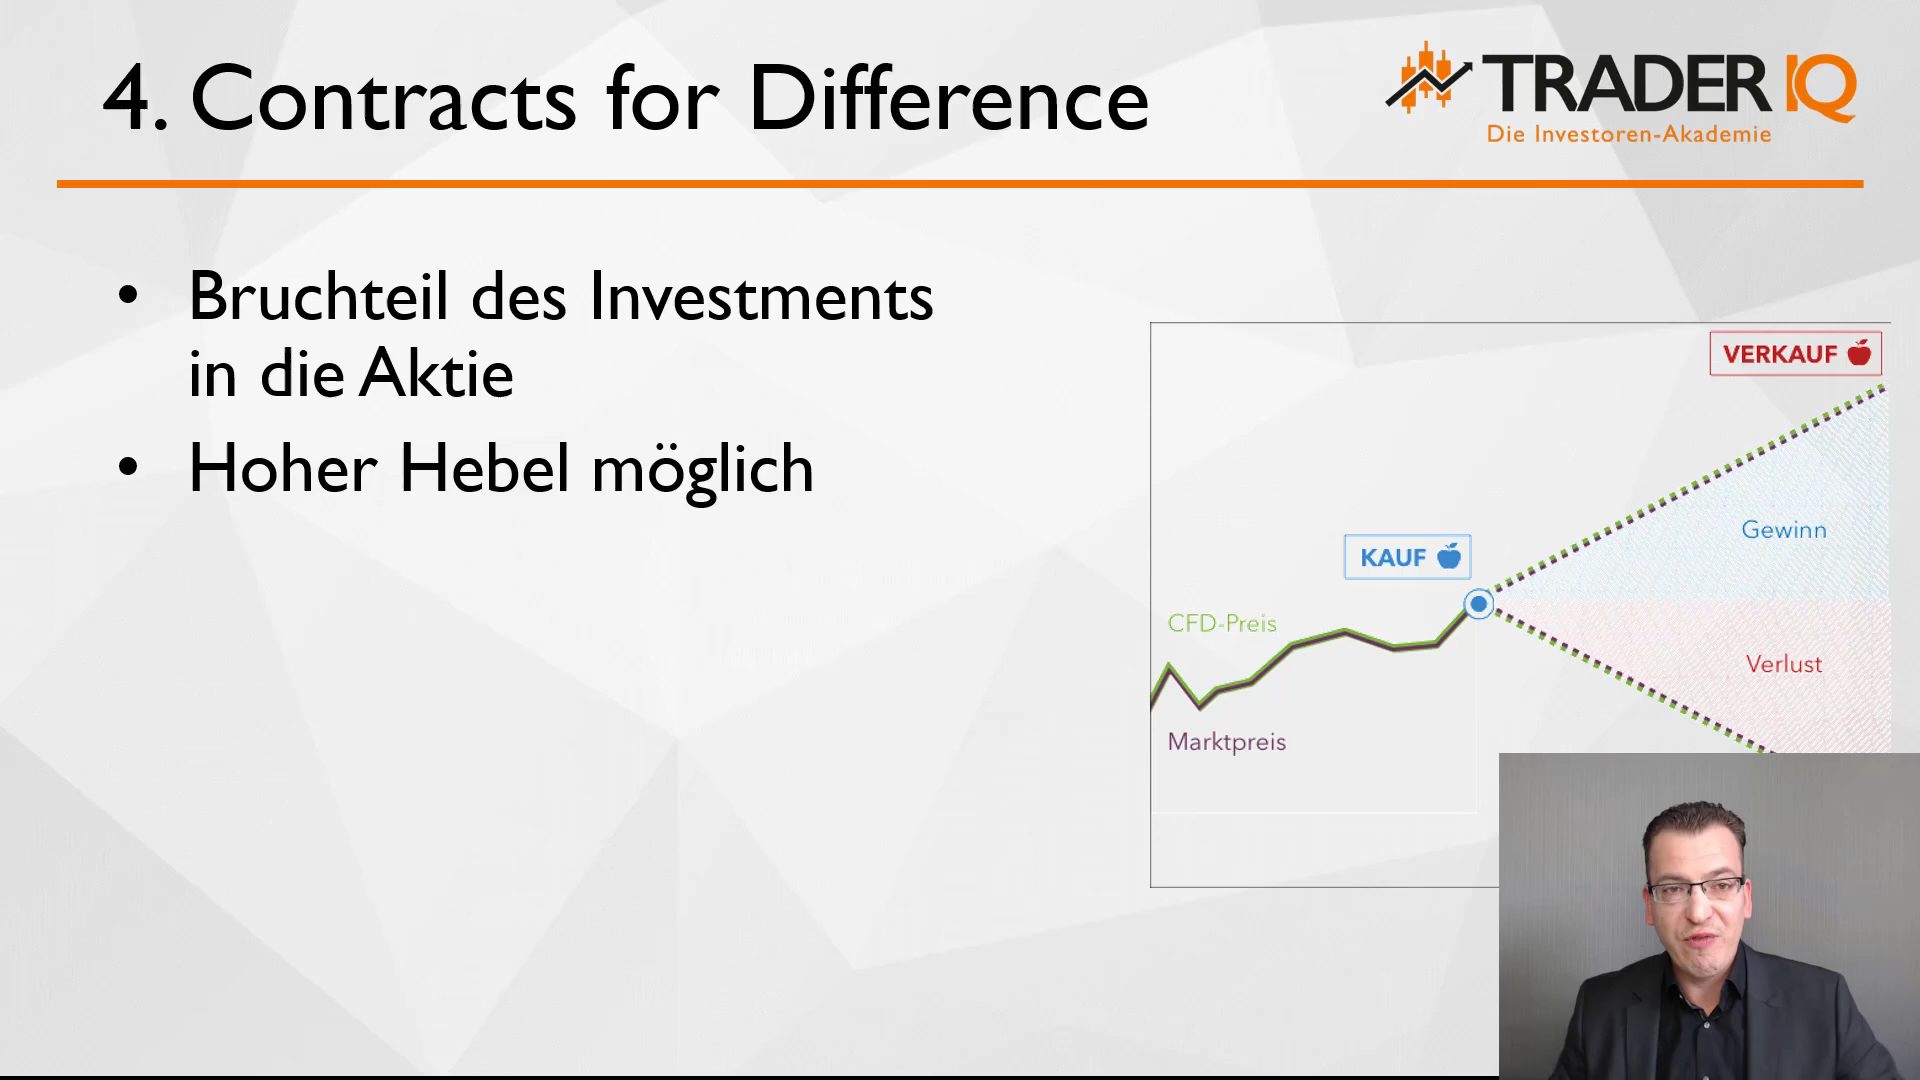 4. Contracts for Difference
TRADER IQ
Die Investoren-Akademie
• Bruchteil des Investments
in die Aktie
• Hoher Hebel möglich
VERKAUF
Gewinn
KAUF
CFD-Preis
Verlust
Marktpreis